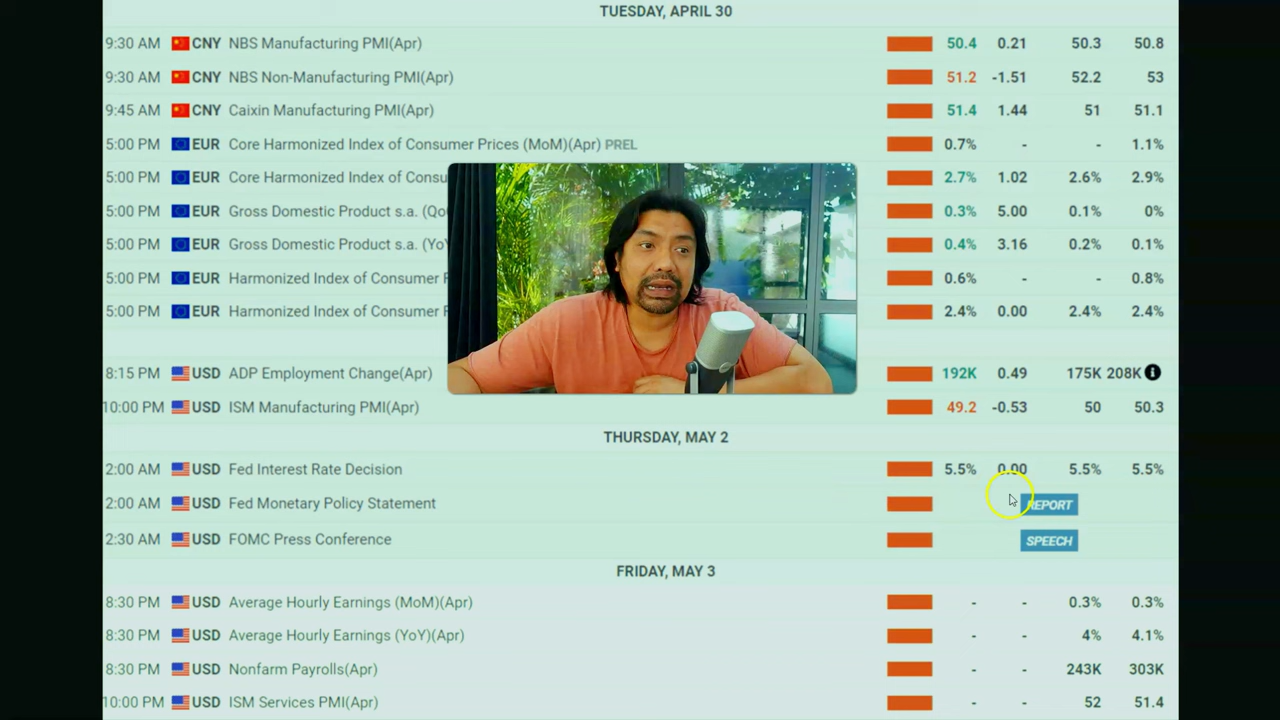 TUESDAY, APRIL 30
9:30 AM CNY NBS Manufacturing PMI(Apr) 50.4 0.21 50.3 50.8
9:30 AM CNY NBS Non-Manufacturing PMI(Apr) 51.2 -1.51 52.2 53
9:45 AM CNY Caixin Manufacturing PMI(Apr) 51.4 1.44 51 51.1
5:00 PM EUR Core Harmonized Index of Consumer Prices (MoM)(Apr) PREL 0.7% - - 1.1%
5:00 PM EUR Core Harmonized Index of Consu 2.7% 1.02 2.6% 2.9%
5:00 PM EUR Gross Domestic Product s.a. (Qo 0.3% 5.00 0.1% 0%
5:00 PM EUR Gross Domestic Product s.a. (Yo 0.4% 3.16 0.2% 0.1%
5:00 PM EUR Harmonized Index of Consumer 0.6% - - 0.8%
5:00 PM EUR Harmonized Index of Consumer 2.4% 0.00 2.4% 2.4%
8:15 PM USD ADP Employment Change(Apr) 192K 0.49 175K 208K
10:00 PM USD ISM Manufacturing PMI(Apr) 49.2 -0.53 50 50.3
THURSDAY, MAY 2
2:00 AM USD Fed Interest Rate Decision 5.5% 0.00 5.5% 5.5%
2:00 AM USD Fed Monetary Policy Statement REPORT
2:30 AM USD FOMC Press Conference SPEECH
FRIDAY, MAY 3
8:30 PM USD Average Hourly Earnings (MoM)(Apr) - - 0.3% 0.3%
8:30 PM USD Average Hourly Earnings (YoY)(Apr) - - 4% 4.1%
8:30 PM USD Nonfarm Payrolls(Apr) - - 243K 303K
10:00 PM USD ISM Services PMI(Apr) - - 52 51.4